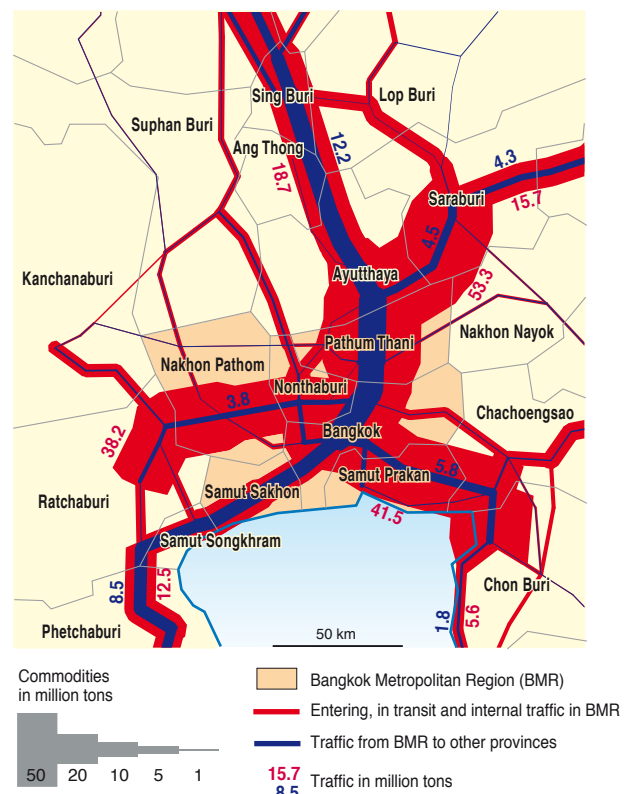 Sing Buri
Lop Buri
Suphan Buri
Ang Thong
12.2
18.7
4.3
15.7
Saraburi
4.5
Ayutthaya
53.3
Kanchanaburi
Pathum Thani
Nakhon Nayok
Nakhon Pathom
Nonthaburi
3.8
Chachoengsao
38.2
Bangkok
Samut Prakan
5.8
Samut Sakhon
Ratchaburi
41.5
Samut Songkhram
8.5
12.5
Chon Buri
1.8
5.6
Phetchaburi
50 km
Commodities
in million tons
50 20 10 5 1
Bangkok Metropolitan Region (BMR)
Entering, in transit and internal traffic in BMR
Traffic from BMR to other provinces
15.7
8.5
Traffic in million tons